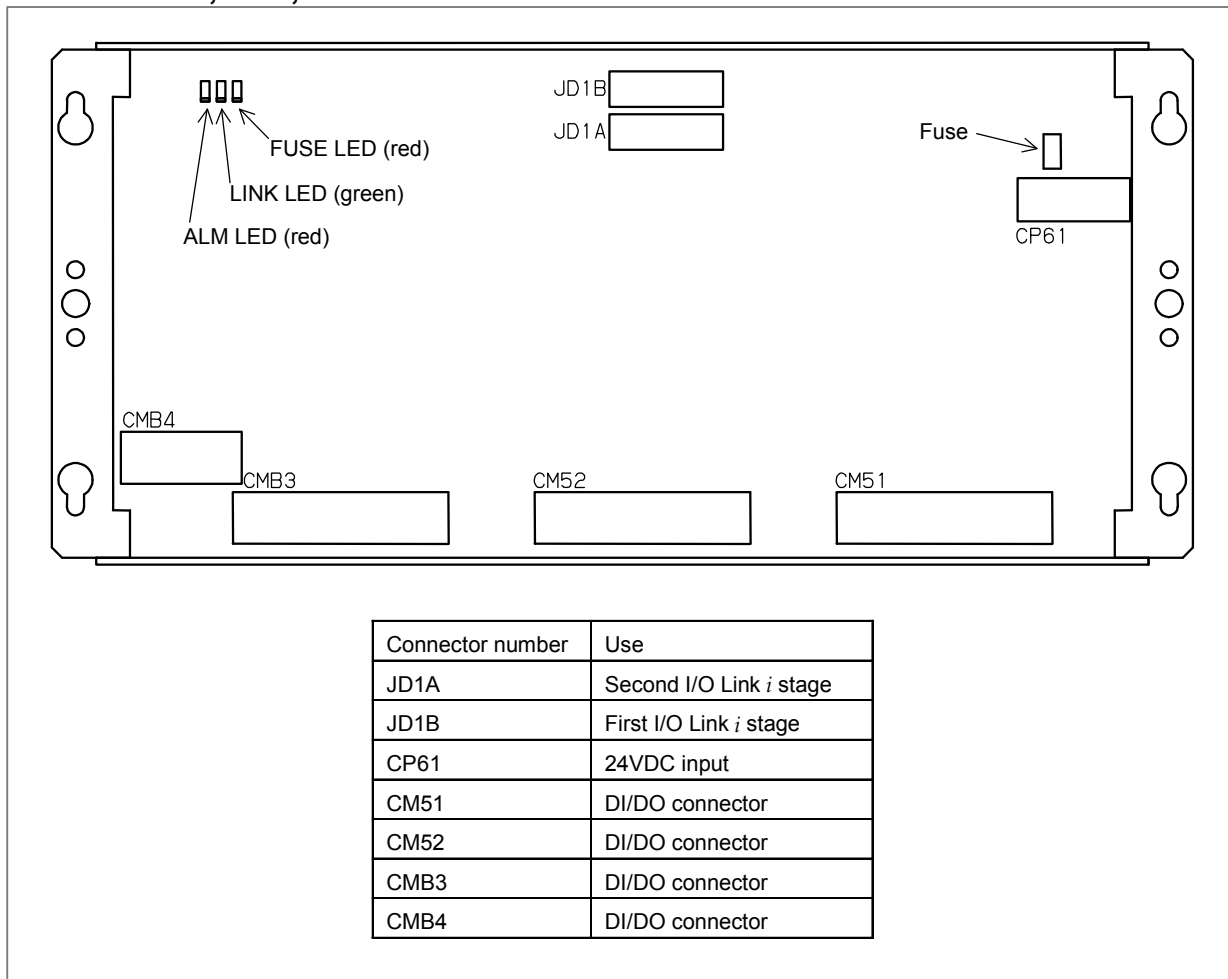 JD1B
JD1A
Fuse
FUSE LED (red)
LINK LED (green)
ALM LED (red)
CP61
CMB4
CMB3
CM52
CM51
Connector number Use
JD1A Second I/O Link i stage
JD1B First I/O Link i stage
CP61 24VDC input
CM51 DI/DO connector
CM52 DI/DO connector
CMB3 DI/DO connector
CMB4 DI/DO connector